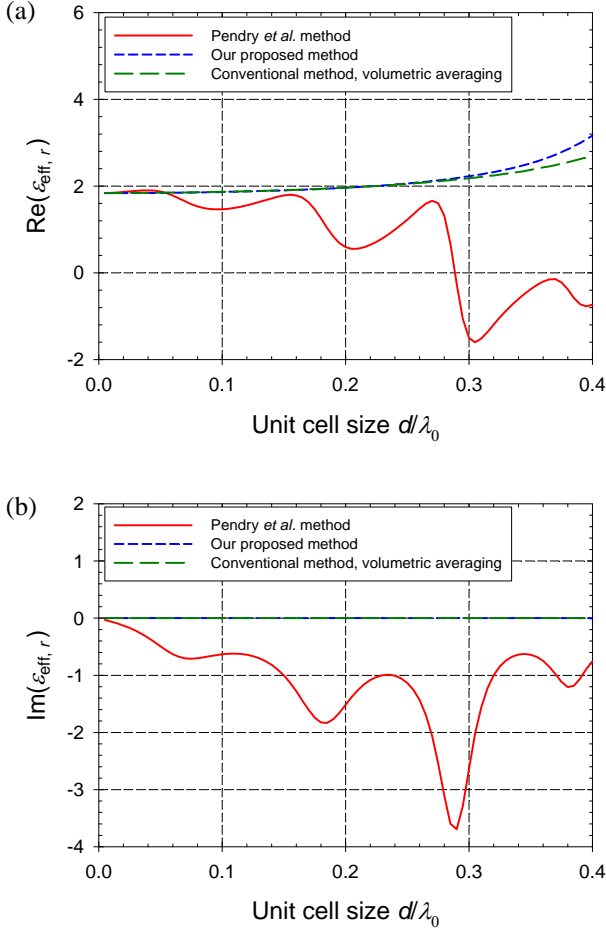 (a)
Pendry et al. method
Our proposed method
Conventional method, volumetric averaging
6
4
2
0
-2
Re(εeff, r)
0.0 0.1 0.2 0.3 0.4
Unit cell size d/λ0
(b)
Pendry et al. method
Our proposed method
Conventional method, volumetric averaging
2
1
0
-1
-2
-3
-4
Im(εeff, r)
0.0 0.1 0.2 0.3 0.4
Unit cell size d/λ0